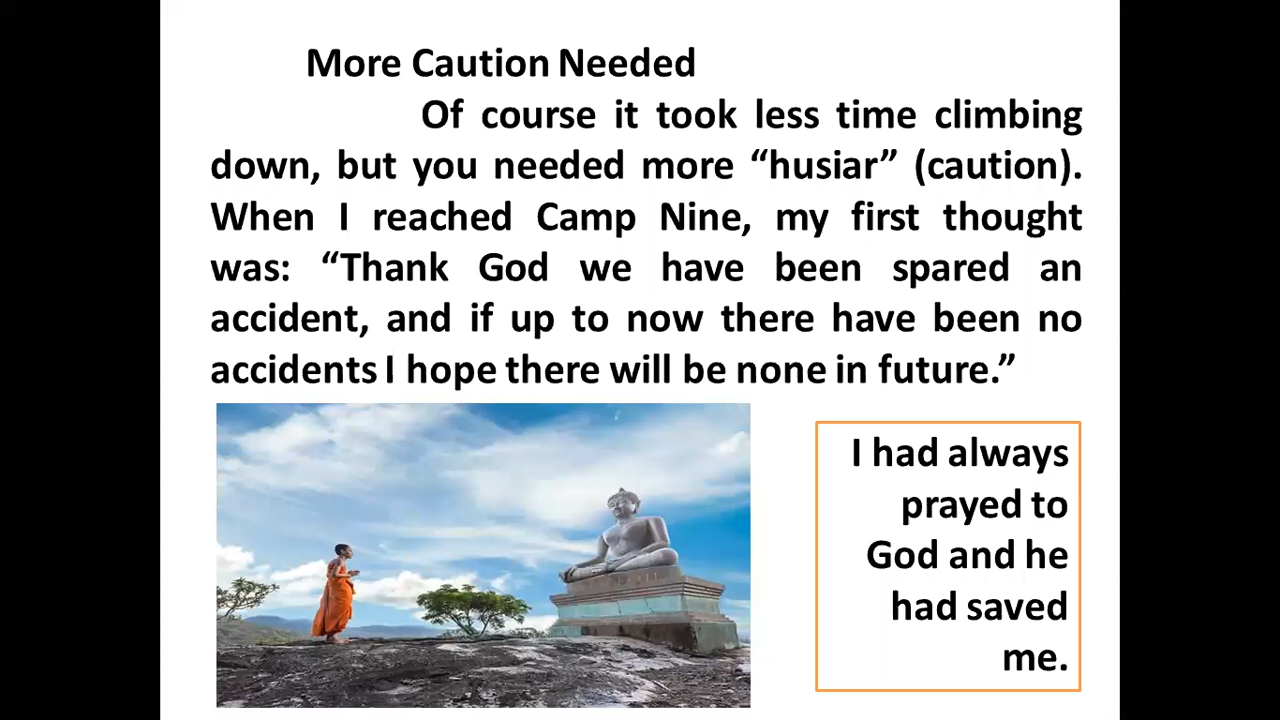 More Caution Needed
Of course it took less time climbing
down, but you needed more “husiar” (caution).
When I reached Camp Nine, my first thought
was: “Thank God we have been spared an
accident, and if up to now there have been no
accidents I hope there will be none in future.”
I had always
prayed to
God and he
had saved
me.